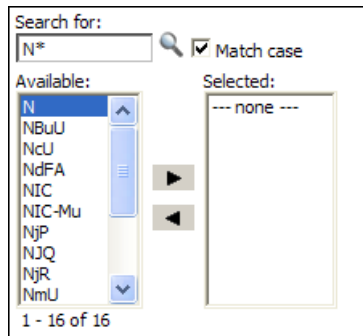 Search for:
N*
Match case
Available:
N
NBuU
NcU
NdFA
NIC
NIC-Mu
NjP
NJQ
NjR
NmU
1 - 16 of 16
Selected:
--- none ---